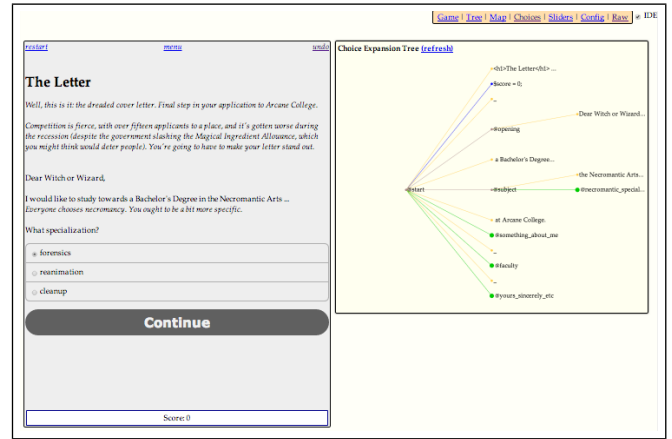 Game | Tree | Map | Choices | Sliders | Config | Raw | IDE
restart menu undo
The Letter
Well, this is it: the dreaded cover letter. Final step in your application to Arcane College.
Competition is fierce, with over fifteen applicants to a place, and it's gotten worse during
the recession (despite the government slashing the Magical Ingredient Allowance, which
you might think would deter people). You're going to have to make your letter stand out.
Dear Witch or Wizard,
I would like to study towards a Bachelor's Degree in the Necromantic Arts ...
Everyone chooses necromancy. You ought to be a bit more specific.
What specialization?
forensics
reanimation
cleanup
Continue
Score: 0
Choice Expansion Tree (refresh)
<h1>The Letter</h1> ...
$score = 0;
Dear Witch or Wizard...
@opening
a Bachelor's Degree...
the Necromantic Arts...
@start
@subject
@necromantic_special...
at Arcane College.
@something_about_me
@faculty
@yours_sincerely_etc